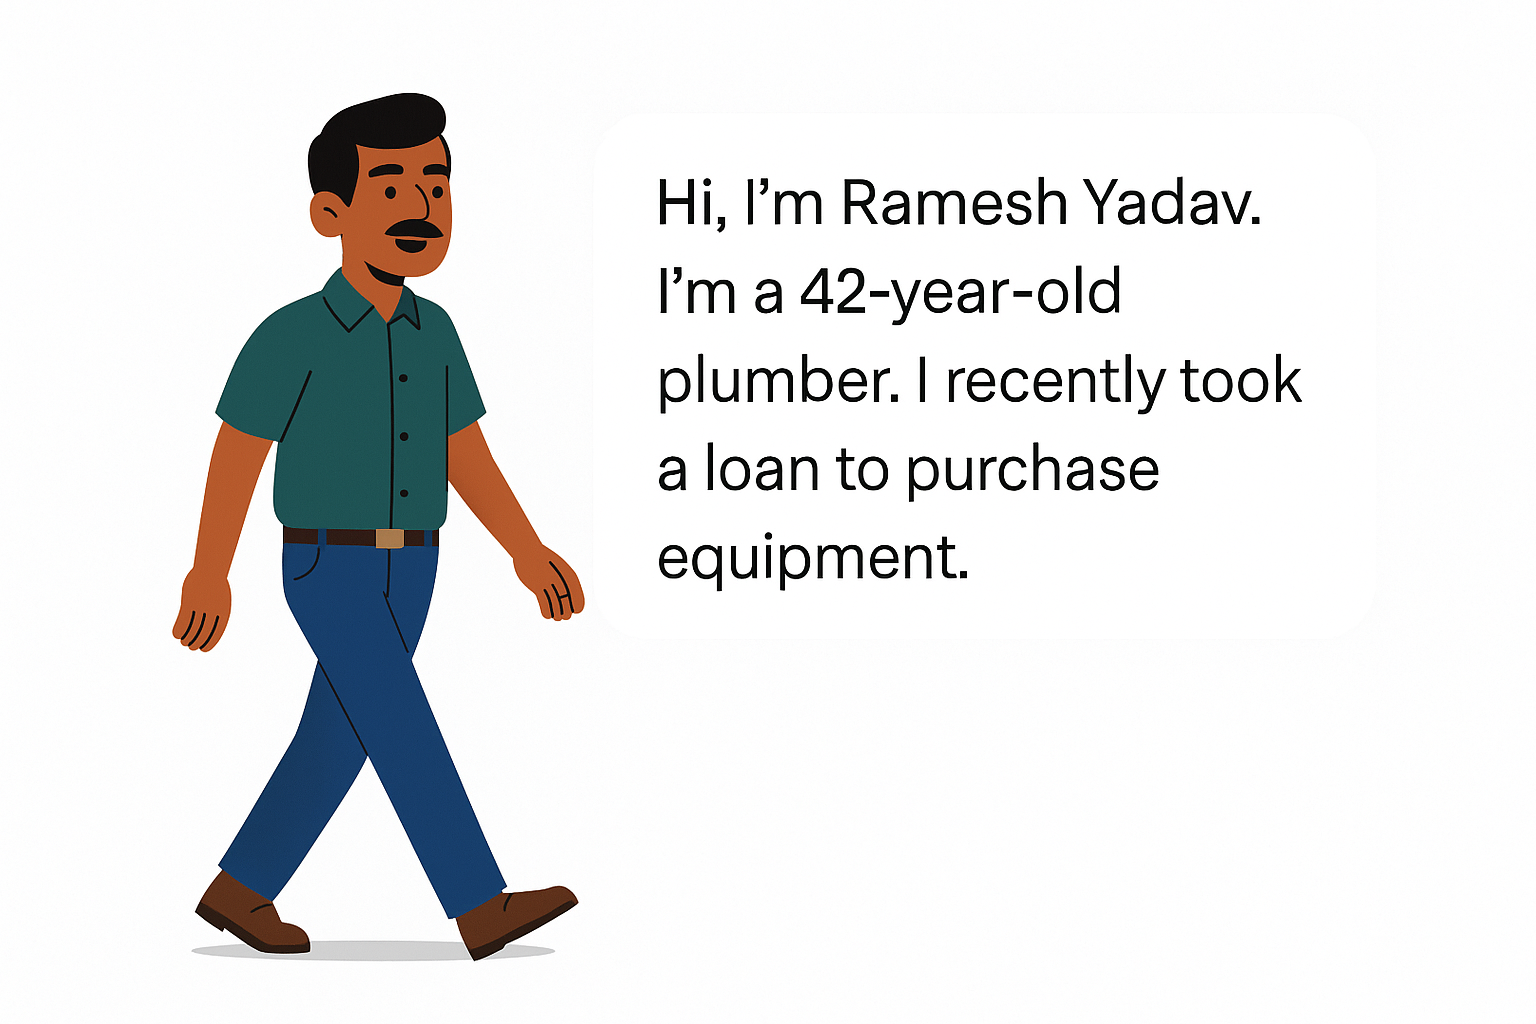 Hi, I’m Ramesh Yadav.
I’m a 42-year-old
plumber. I recently took
a loan to purchase
equipment.